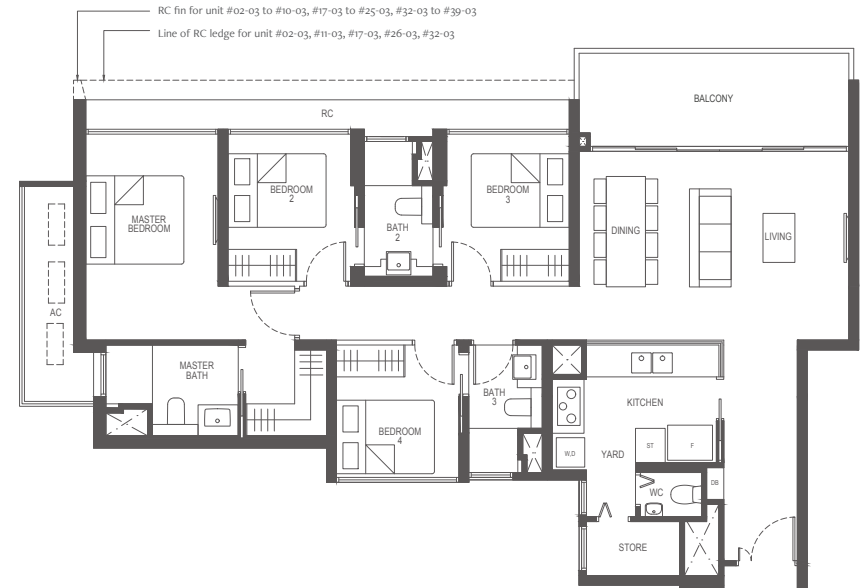 RC fin for unit #02-03 to #10-03, #17-03 to #25-03, #32-03 to #39-03
Line of RC ledge for unit #02-03, #11-03, #17-03, #26-03, #32-03
BALCONY
RC
MASTER
BEDROOM
BEDROOM
2
BATH
2
BEDROOM
3
DINING
LIVING
AC
MASTER
BATH
BEDROOM
4
BATH
3
KITCHEN
YARD
ST
F
W,D
WC
DB
STORE